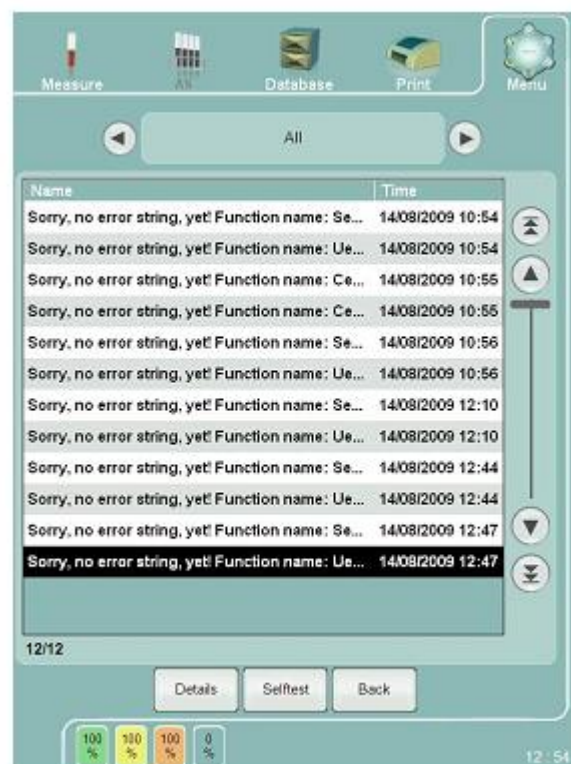 Measure All Database Print Menu
All
Name Time
Sorry, no error string, yet! Function name: Se... 14/08/2009 10:54
Sorry, no error string, yet! Function name: Ue... 14/08/2009 10:54
Sorry, no error string, yet! Function name: Ce... 14/08/2009 10:55
Sorry, no error string, yet! Function name: Ce... 14/08/2009 10:55
Sorry, no error string, yet! Function name: Se... 14/08/2009 10:56
Sorry, no error string, yet! Function name: Ue... 14/08/2009 10:56
Sorry, no error string, yet! Function name: Se... 14/08/2009 12:10
Sorry, no error string, yet! Function name: Ue... 14/08/2009 12:10
Sorry, no error string, yet! Function name: Se... 14/08/2009 12:44
Sorry, no error string, yet! Function name: Ue... 14/08/2009 12:44
Sorry, no error string, yet! Function name: Se... 14/08/2009 12:47
Sorry, no error string, yet! Function name: Ue... 14/08/2009 12:47
12/12
Details Selftest Back
100 100 100 0
% % % %
12:54